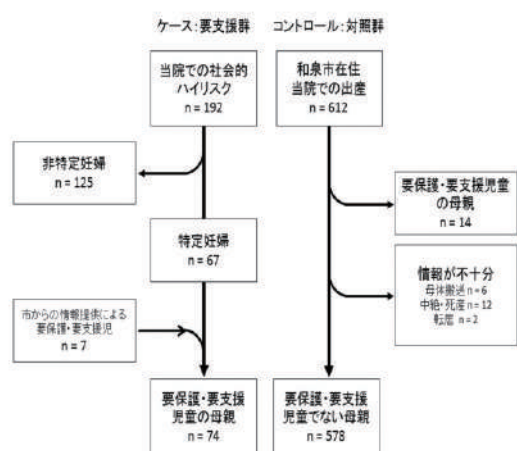 ケース：要支援群
コントロール：対照群
当院での社会的
ハイリスク
n = 192
和泉市在住
当院での出産
n = 612
非特定妊婦
n = 125
要保護・要支援児童
の母親
n = 14
特定妊婦
n = 67
情報が不十分
母体搬送 n = 6
中絶・死産 n = 12
転居 n = 2
市からの情報提供による
要保護・要支援児
n = 7
要保護・要支援
児童の母親
n = 74
要保護・要支援
児童でない母親
n = 578